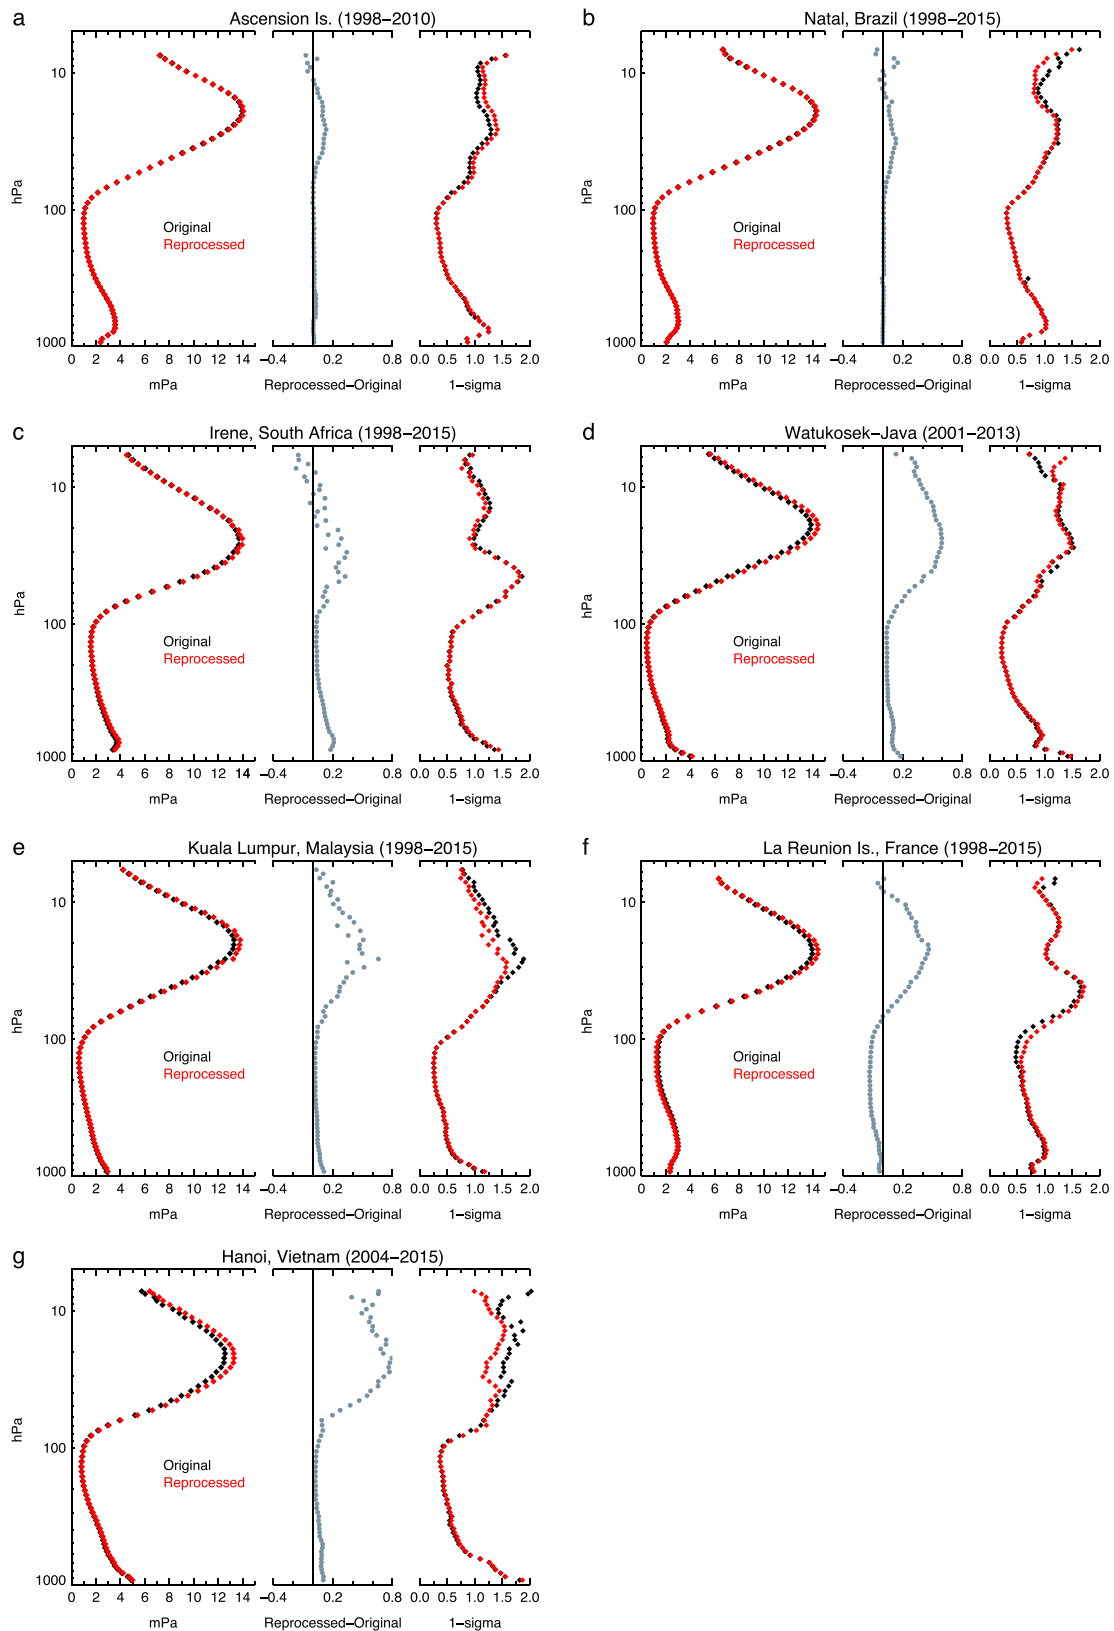 a
Ascension Is. (1998–2010)
hPa
10
100
1000
Original
Reprocessed
0 2 4 6 8 10 12 14
−0.4 0.2 0.8
0.0 0.5 1.0 1.5 2.0
mPa
Reprocessed–Original
1–sigma
b
Natal, Brazil (1998–2015)
hPa
10
100
1000
Original
Reprocessed
0 2 4 6 8 10 12 14
−0.4 0.2 0.8
0.0 0.5 1.0 1.5 2.0
mPa
Reprocessed–Original
1–sigma
c
Irene, South Africa (1998–2015)
hPa
10
100
1000
Original
Reprocessed
0 2 4 6 8 10 12 14
−0.4 0.2 0.8
0.0 0.5 1.0 1.5 2.0
mPa
Reprocessed–Original
1–sigma
d
Watukosek–Java (2001–2013)
hPa
10
100
1000
Original
Reprocessed
0 2 4 6 8 10 12 14
−0.4 0.2 0.8
0.0 0.5 1.0 1.5 2.0
mPa
Reprocessed–Original
1–sigma
e
Kuala Lumpur, Malaysia (1998–2015)
hPa
10
100
1000
Original
Reprocessed
0 2 4 6 8 10 12 14
−0.4 0.2 0.8
0.0 0.5 1.0 1.5 2.0
mPa
Reprocessed–Original
1–sigma
f
La Reunion Is., France (1998–2015)
hPa
10
100
1000
Original
Reprocessed
0 2 4 6 8 10 12 14
−0.4 0.2 0.8
0.0 0.5 1.0 1.5 2.0
mPa
Reprocessed–Original
1–sigma
g
Hanoi, Vietnam (2004–2015)
hPa
10
100
1000
Original
Reprocessed
0 2 4 6 8 10 12 14
−0.4 0.2 0.8
0.0 0.5 1.0 1.5 2.0
mPa
Reprocessed–Original
1–sigma